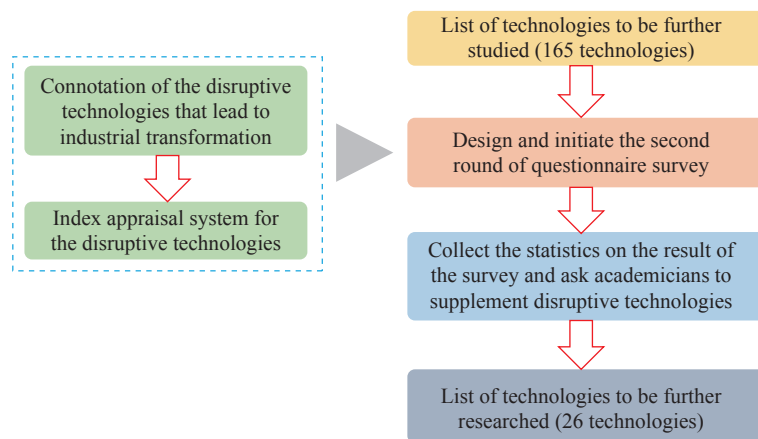 Connotation of the disruptive
technologies that lead to
industrial transformation
Index appraisal system for
the disruptive technologies
List of technologies to be further
studied (165 technologies)
Design and initiate the second
round of questionnaire survey
Collect the statistics on the result of
the survey and ask academicians to
supplement disruptive technologies
List of technologies to be further
researched (26 technologies)